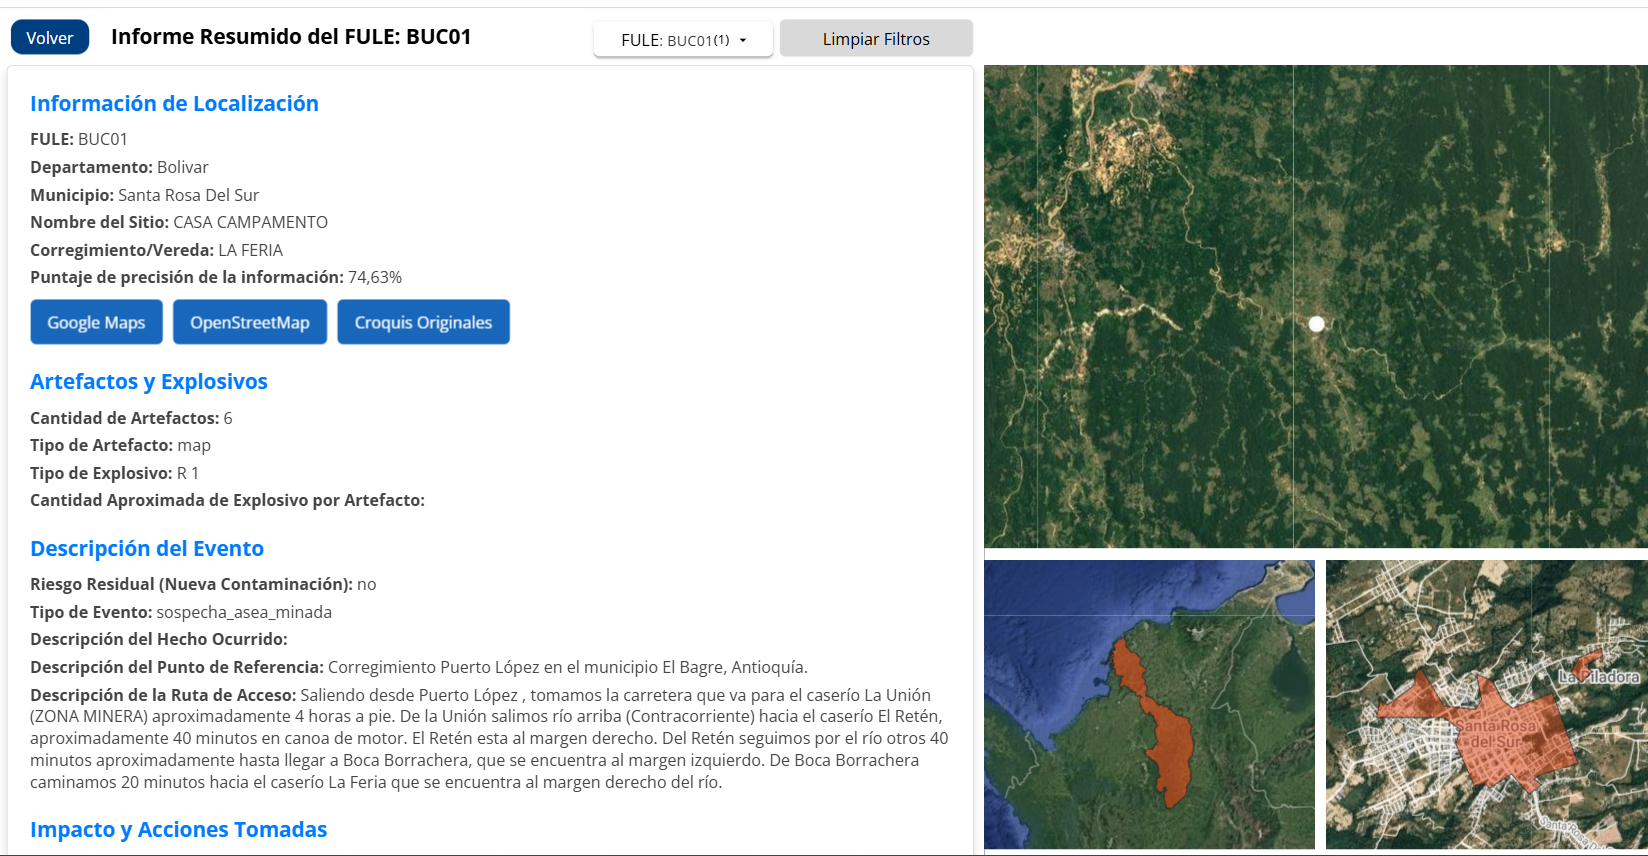 Volver
Informe Resumido del FULE: BUC01
FULE: BUC01(1)
Limpiar Filtros
Información de Localización
FULE: BUC01
Departamento: Bolivar
Municipio: Santa Rosa Del Sur
Nombre del Sitio: CASA CAMPAMENTO
Corregimiento/Vereda: LA FERIA
Puntaje de precisión de la información: 74,63%
Google Maps
OpenStreetMap
Croquis Originales
Artefactos y Explosivos
Cantidad de Artefactos: 6
Tipo de Artefacto: map
Tipo de Explosivo: R 1
Cantidad Aproximada de Explosivo por Artefacto:
Descripción del Evento
Riesgo Residual (Nueva Contaminación): no
Tipo de Evento: sospecha_asea_minada
Descripción del Hecho Ocurrido:
Descripción del Punto de Referencia: Corregimiento Puerto López en el municipio El Bagre, Antioquía.
Descripción de la Ruta de Acceso: Saliendo desde Puerto López , tomamos la carretera que va para el caserío La Unión
(ZONA MINERA) aproximadamente 4 horas a pie. De la Unión salimos río arriba (Contracorriente) hacia el caserío El Retén,
aproximadamente 40 minutos en canoa de motor. El Retén esta al margen derecho. Del Retén seguimos por el río otros 40
minutos aproximadamente hasta llegar a Boca Borrachera, que se encuentra al margen izquierdo. De Boca Borrachera
caminamos 20 minutos hacia el caserío La Feria que se encuentra al margen derecho del río.
Impacto y Acciones Tomadas
La Piladora
Santa Rosa
del Sur
Santa Rosa